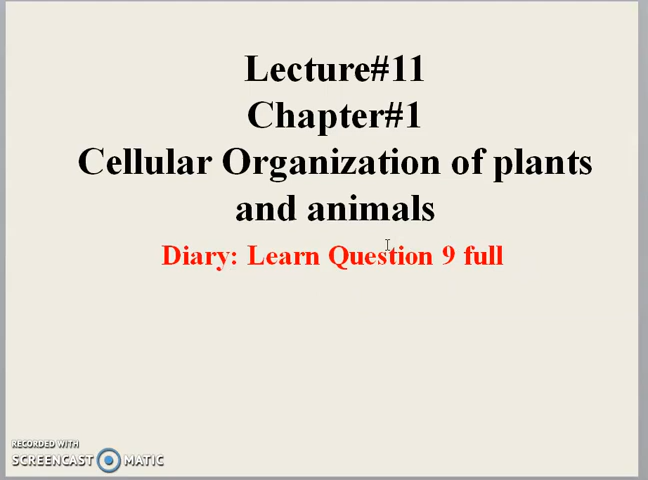 Lecture#11
Chapter#1
Cellular Organization of plants
and animals
Diary: Learn Question 9 full
RECORDED WITH
SCREENCAST MATIC